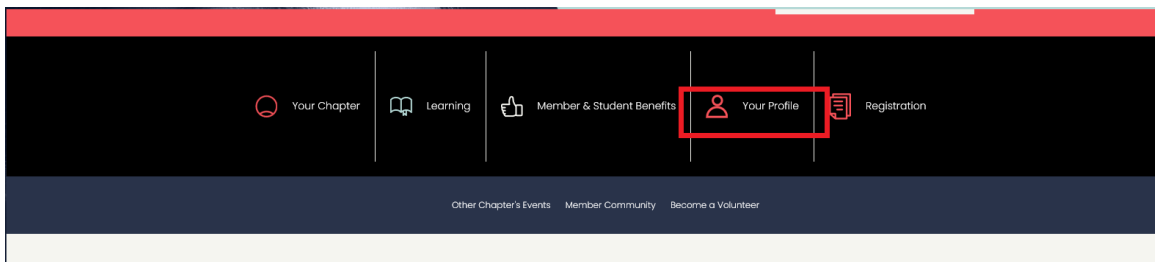 Your Chapter Learning Member & Student Benefits Your Profile Registration
Other Chapter's Events Member Community Become a Volunteer